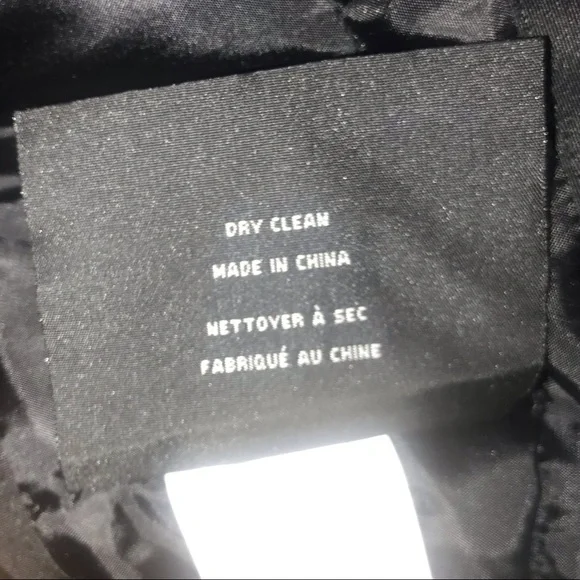 DRY CLEAN
MADE IN CHINA
NETTOYER À SEC
FABRIQUÉ AU CHINE